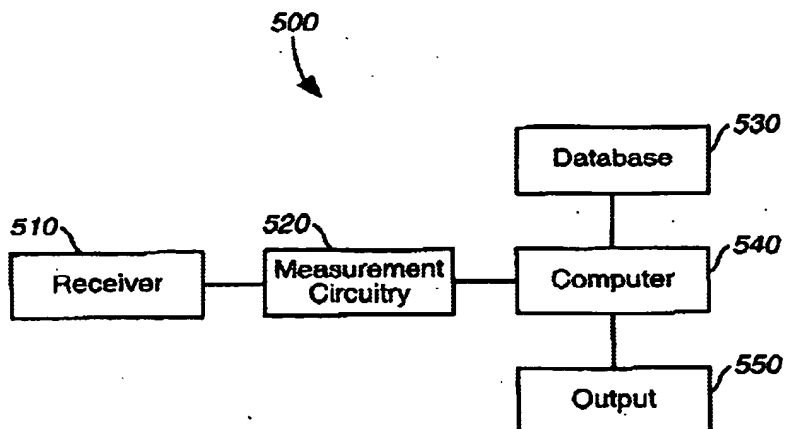 500
530
Database
510
520
540
Receiver
Measurement
Circuitry
Computer
550
Output